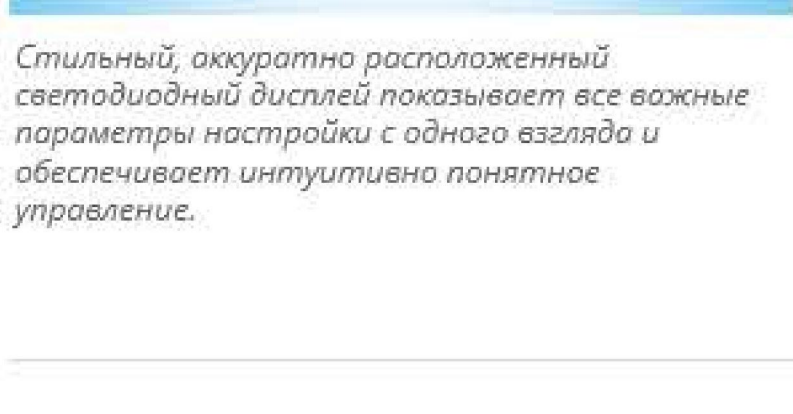 Стильный, аккуратно расположенный
светодиодный дисплей показывает все важные
параметры настройки с одного взгляда и
обеспечивает интуитивно понятное
управление.